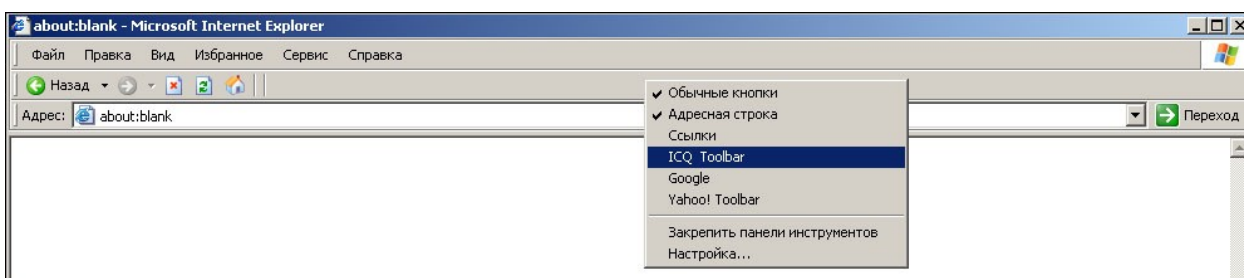 about:blank - Microsoft Internet Explorer
Файл Правка Вид Избранное Сервис Справка
Назад
Адрес: about:blank Переход
Обычные кнопки
Адресная строка
Ссылки
ICQ Toolbar
Google
Yahoo! Toolbar
Закрепить панели инструментов
Настройка...